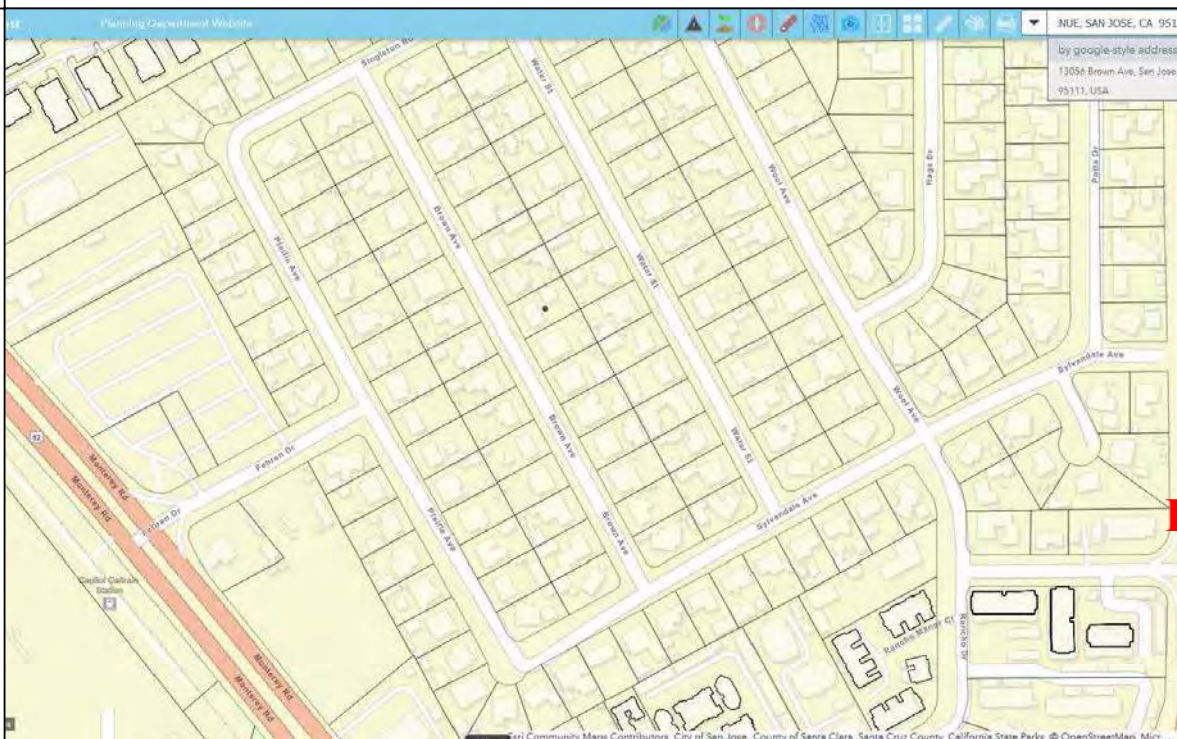 Planning Department Website
NUE, SAN JOSE, CA 951
by google-style address
13056 Brown Ave, San Jose
95111, USA
Singleton Rd
Water St
Wool Ave
Hage Dr
Brown Ave
Water St
Brown Ave
Wool Ave
Sylvandale Ave
Fehren Dr
Monterey Rd
Monterey Rd
Fehren Dr
Water St
Sylvandale Ave
Brown Ave
Capitol Caltrain
Station
Rancho Manor Ct
Rancho Dr
Monterey Rd
Monterey Rd
Esri Community Maps Contributors, City of San Jose, County of Santa Clara, Santa Cruz County, California State Parks, © OpenStreetMap, Micr